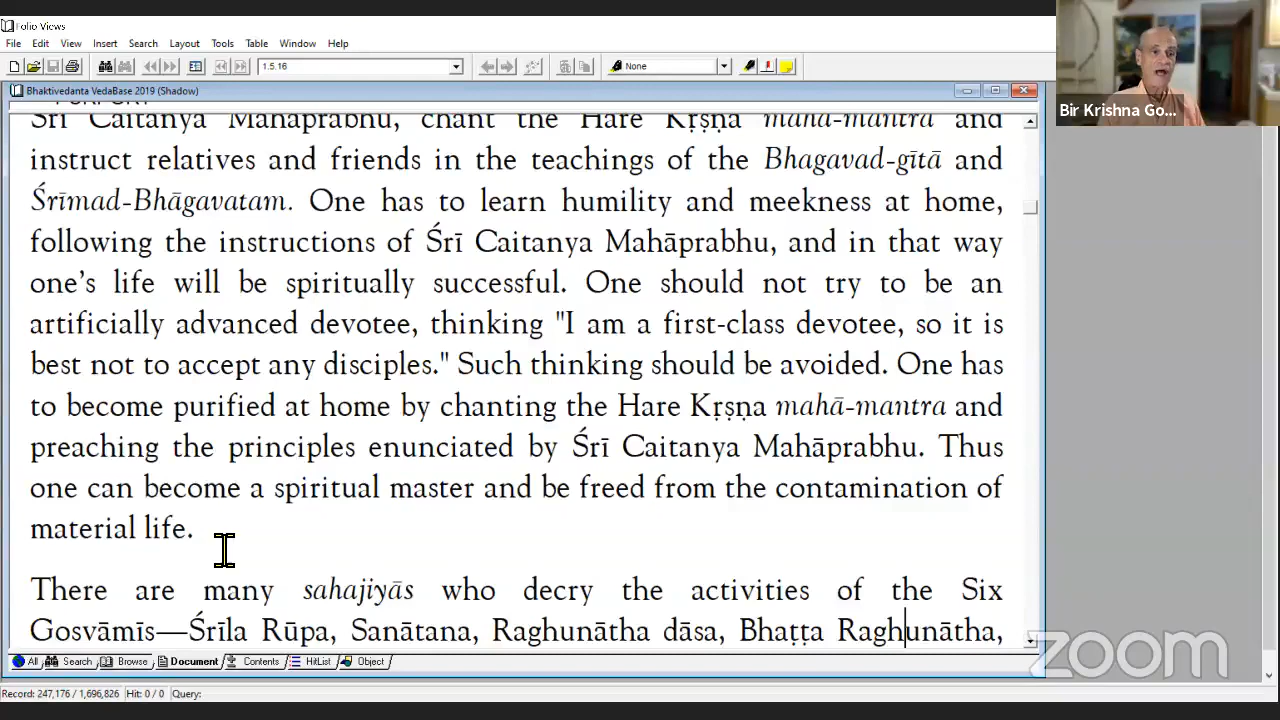 Folio Views
File Edit View Insert Search Layout Tools Table Window Help
1.5.16 None
Bhaktivedanta VedaBase 2019 (Shadow)
Śrī Caitanya Mahāprabhu, chant the Hare Kṛṣṇa mahā-mantra and
instruct relatives and friends in the teachings of the Bhagavad-gītā and
Śrīmad-Bhāgavatam. One has to learn humility and meekness at home,
following the instructions of Śrī Caitanya Mahāprabhu, and in that way
one's life will be spiritually successful. One should not try to be an
artificially advanced devotee, thinking "I am a first-class devotee, so it is
best not to accept any disciples." Such thinking should be avoided. One has
to become purified at home by chanting the Hare Kṛṣṇa mahā-mantra and
preaching the principles enunciated by Śrī Caitanya Mahāprabhu. Thus
one can become a spiritual master and be freed from the contamination of
material life.
There are many sahajiyās who decry the activities of the Six
Gosvāmīs—Śrīla Rūpa, Sanātana, Raghunātha dāsa, Bhaṭṭa Raghunātha,
All Search Browse Document Contents HitList Object
Record: 247,176 / 1,696,826 Hit: 0 / 0 Query:
Bir Krishna Go...
zoom